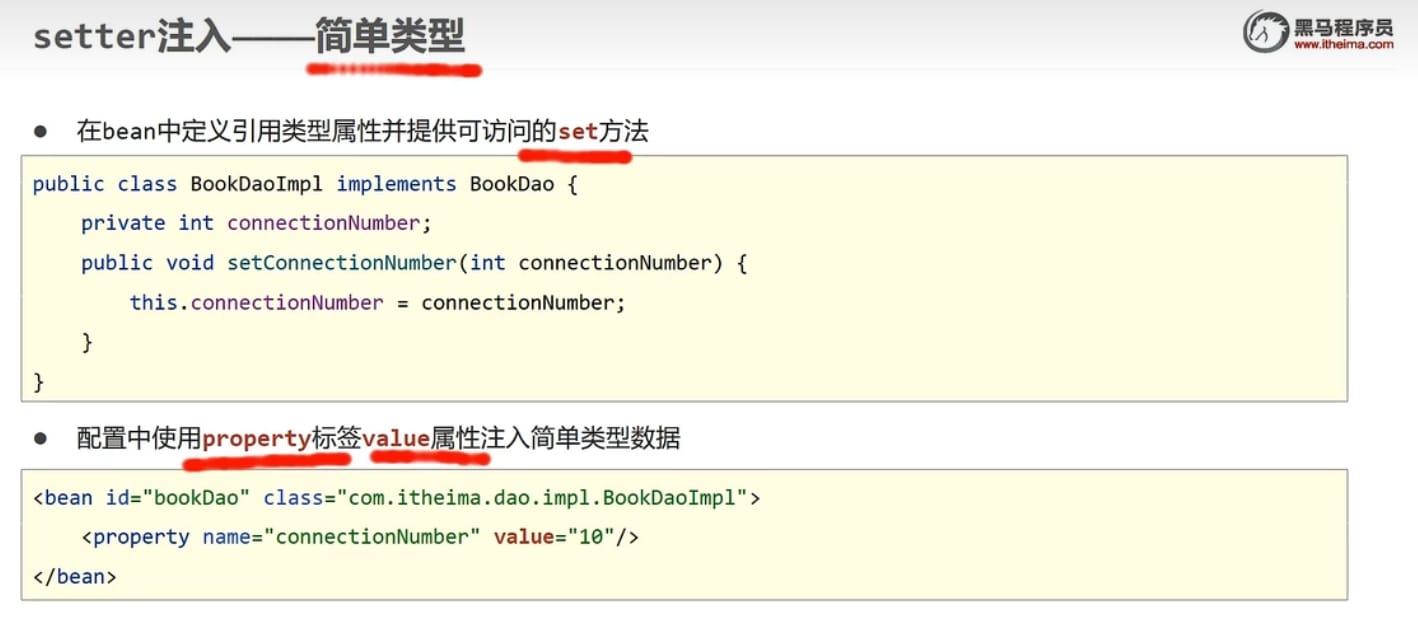 setter注入——简单类型
黑马程序员
www.itheima.com
● 在bean中定义引用类型属性并提供可访问的set方法
public class BookDaoImpl implements BookDao {
    private int connectionNumber;
    public void setConnectionNumber(int connectionNumber) {
        this.connectionNumber = connectionNumber;
    }
}
● 配置中使用property标签value属性注入简单类型数据
<bean id="bookDao" class="com.itheima.dao.impl.BookDaoImpl">
    <property name="connectionNumber" value="10"/>
</bean>